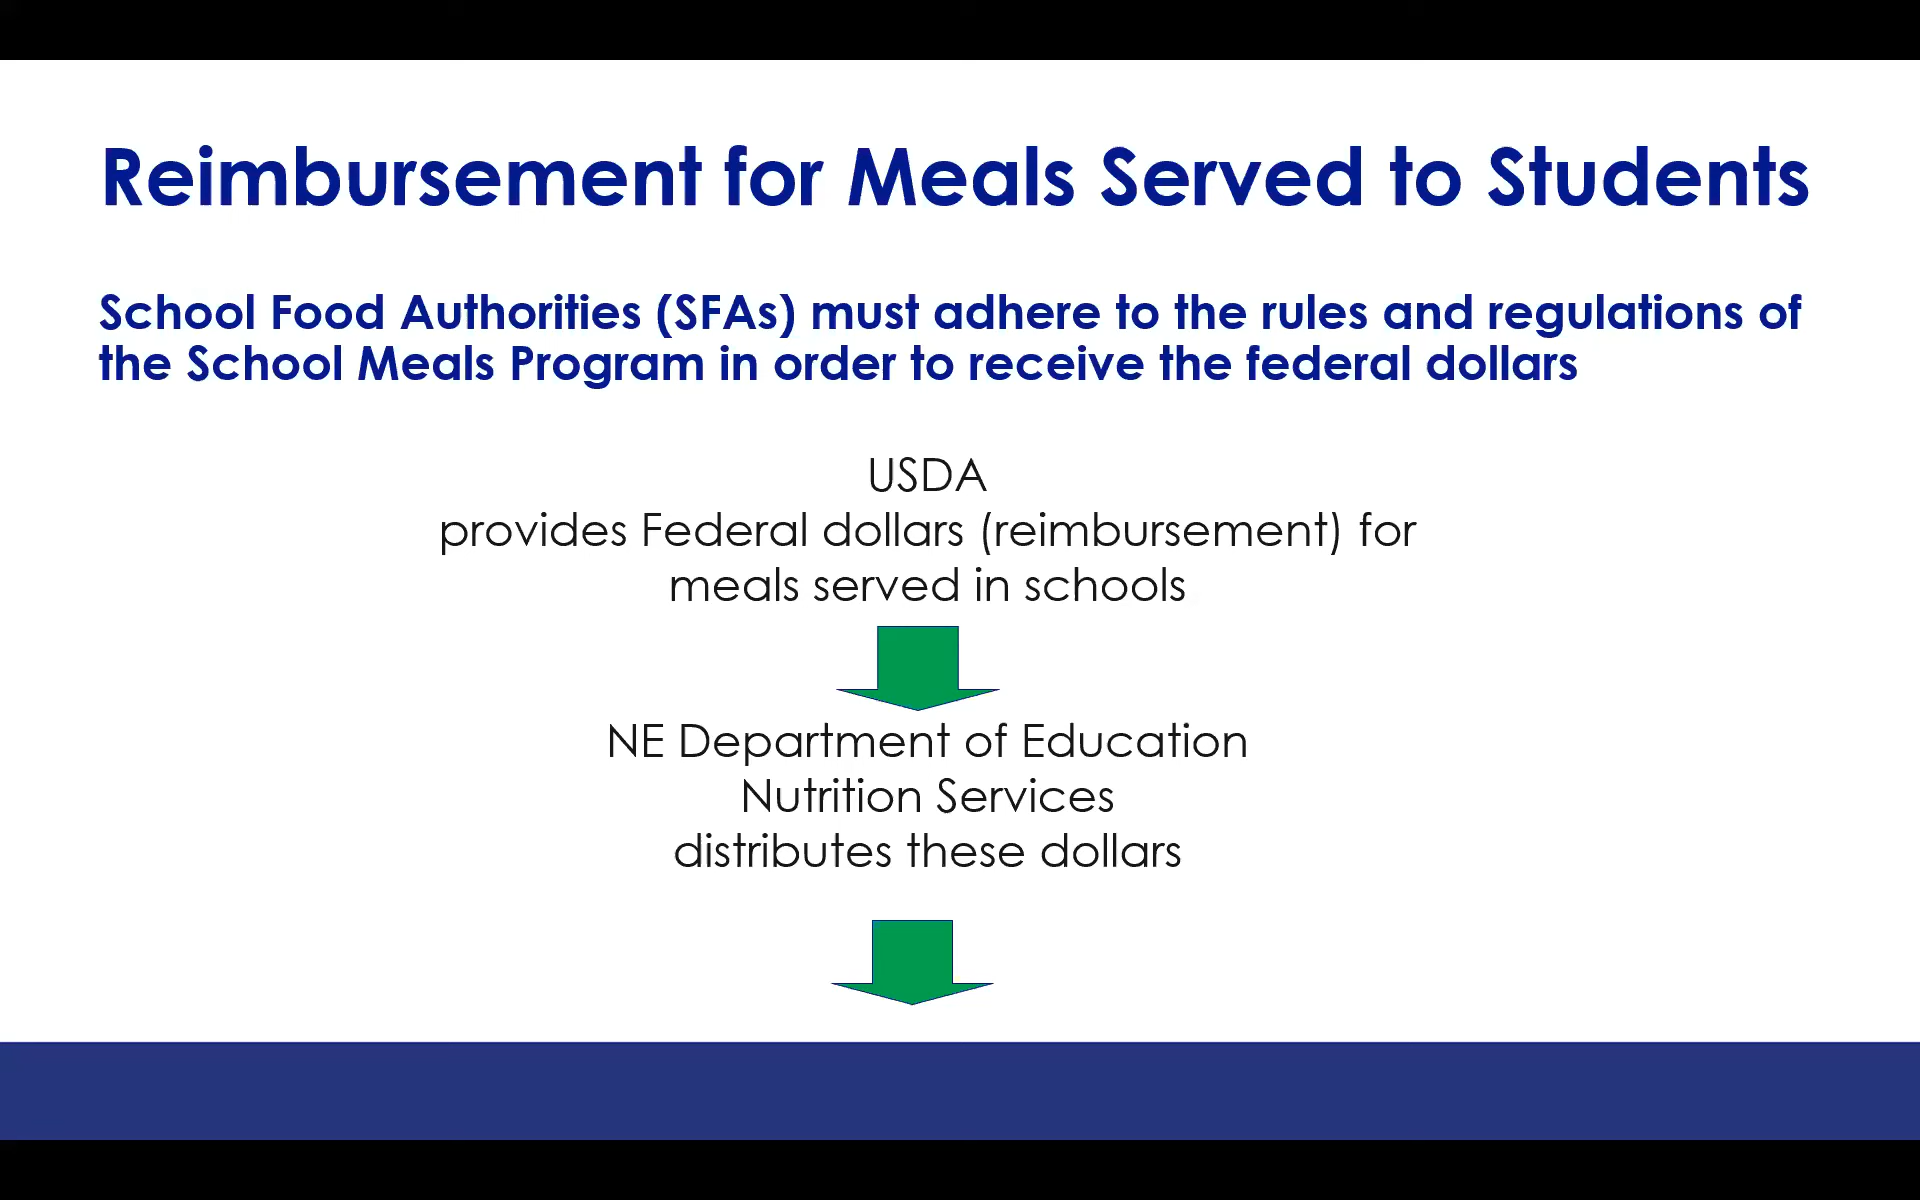 Reimbursement for Meals Served to Students
School Food Authorities (SFAs) must adhere to the rules and regulations of
the School Meals Program in order to receive the federal dollars
USDA
provides Federal dollars (reimbursement) for
meals served in schools
NE Department of Education
Nutrition Services
distributes these dollars